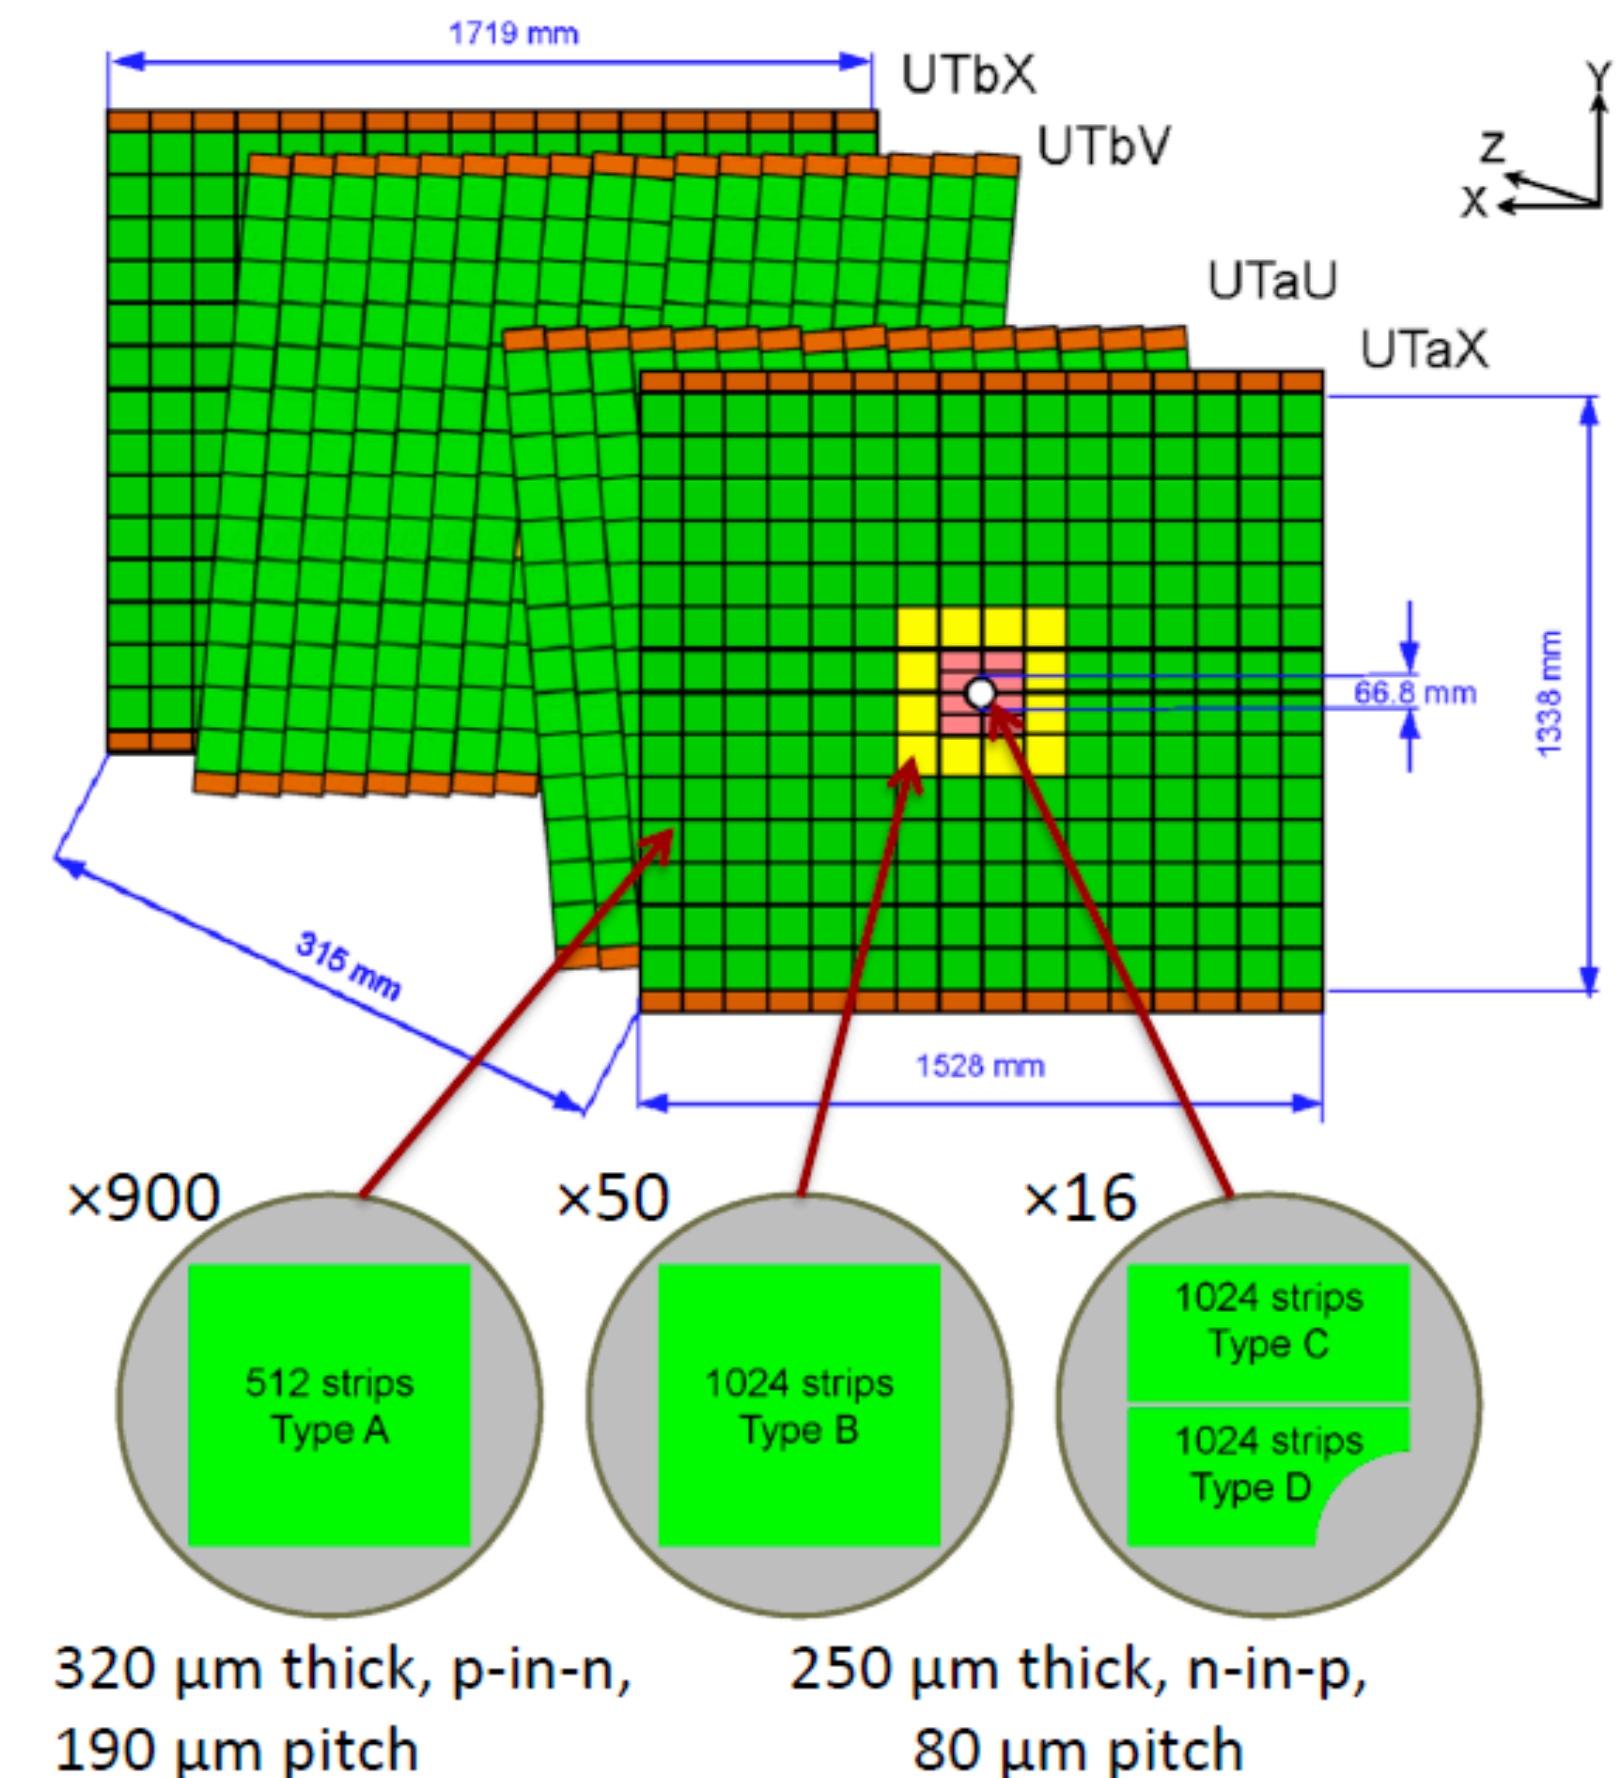 1719 mm
UTbX
UTbV
UTaU
UTaX
Y
Z
X
66.8 mm
1338 mm
315 mm
1528 mm
×900
×50
×16
512 strips
Type A
1024 strips
Type B
1024 strips
Type C
1024 strips
Type D
320 µm thick, p-in-n,
190 µm pitch
250 µm thick, n-in-p,
80 µm pitch